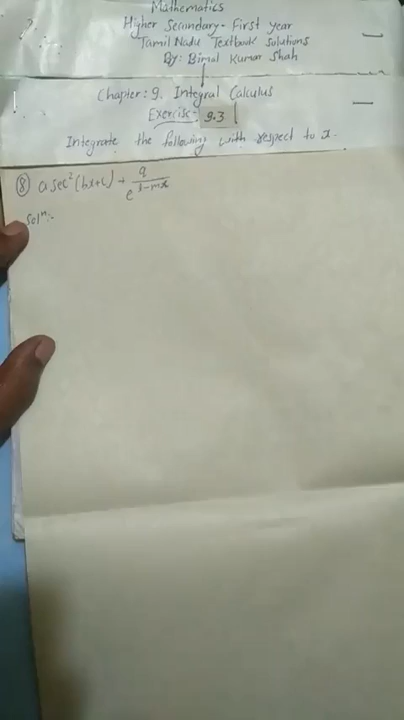 Mathematics
Higher Secondary - First Year
Tamil Nadu Textbook Solutions
By: Bimal Kumar Shah
Chapter: 9. Integral Calculus
Exercise: 9.3
Integrate the following with respect to x.
⑧ a sec²(bx+c) + q/e^(l-mx)
Solⁿ:-